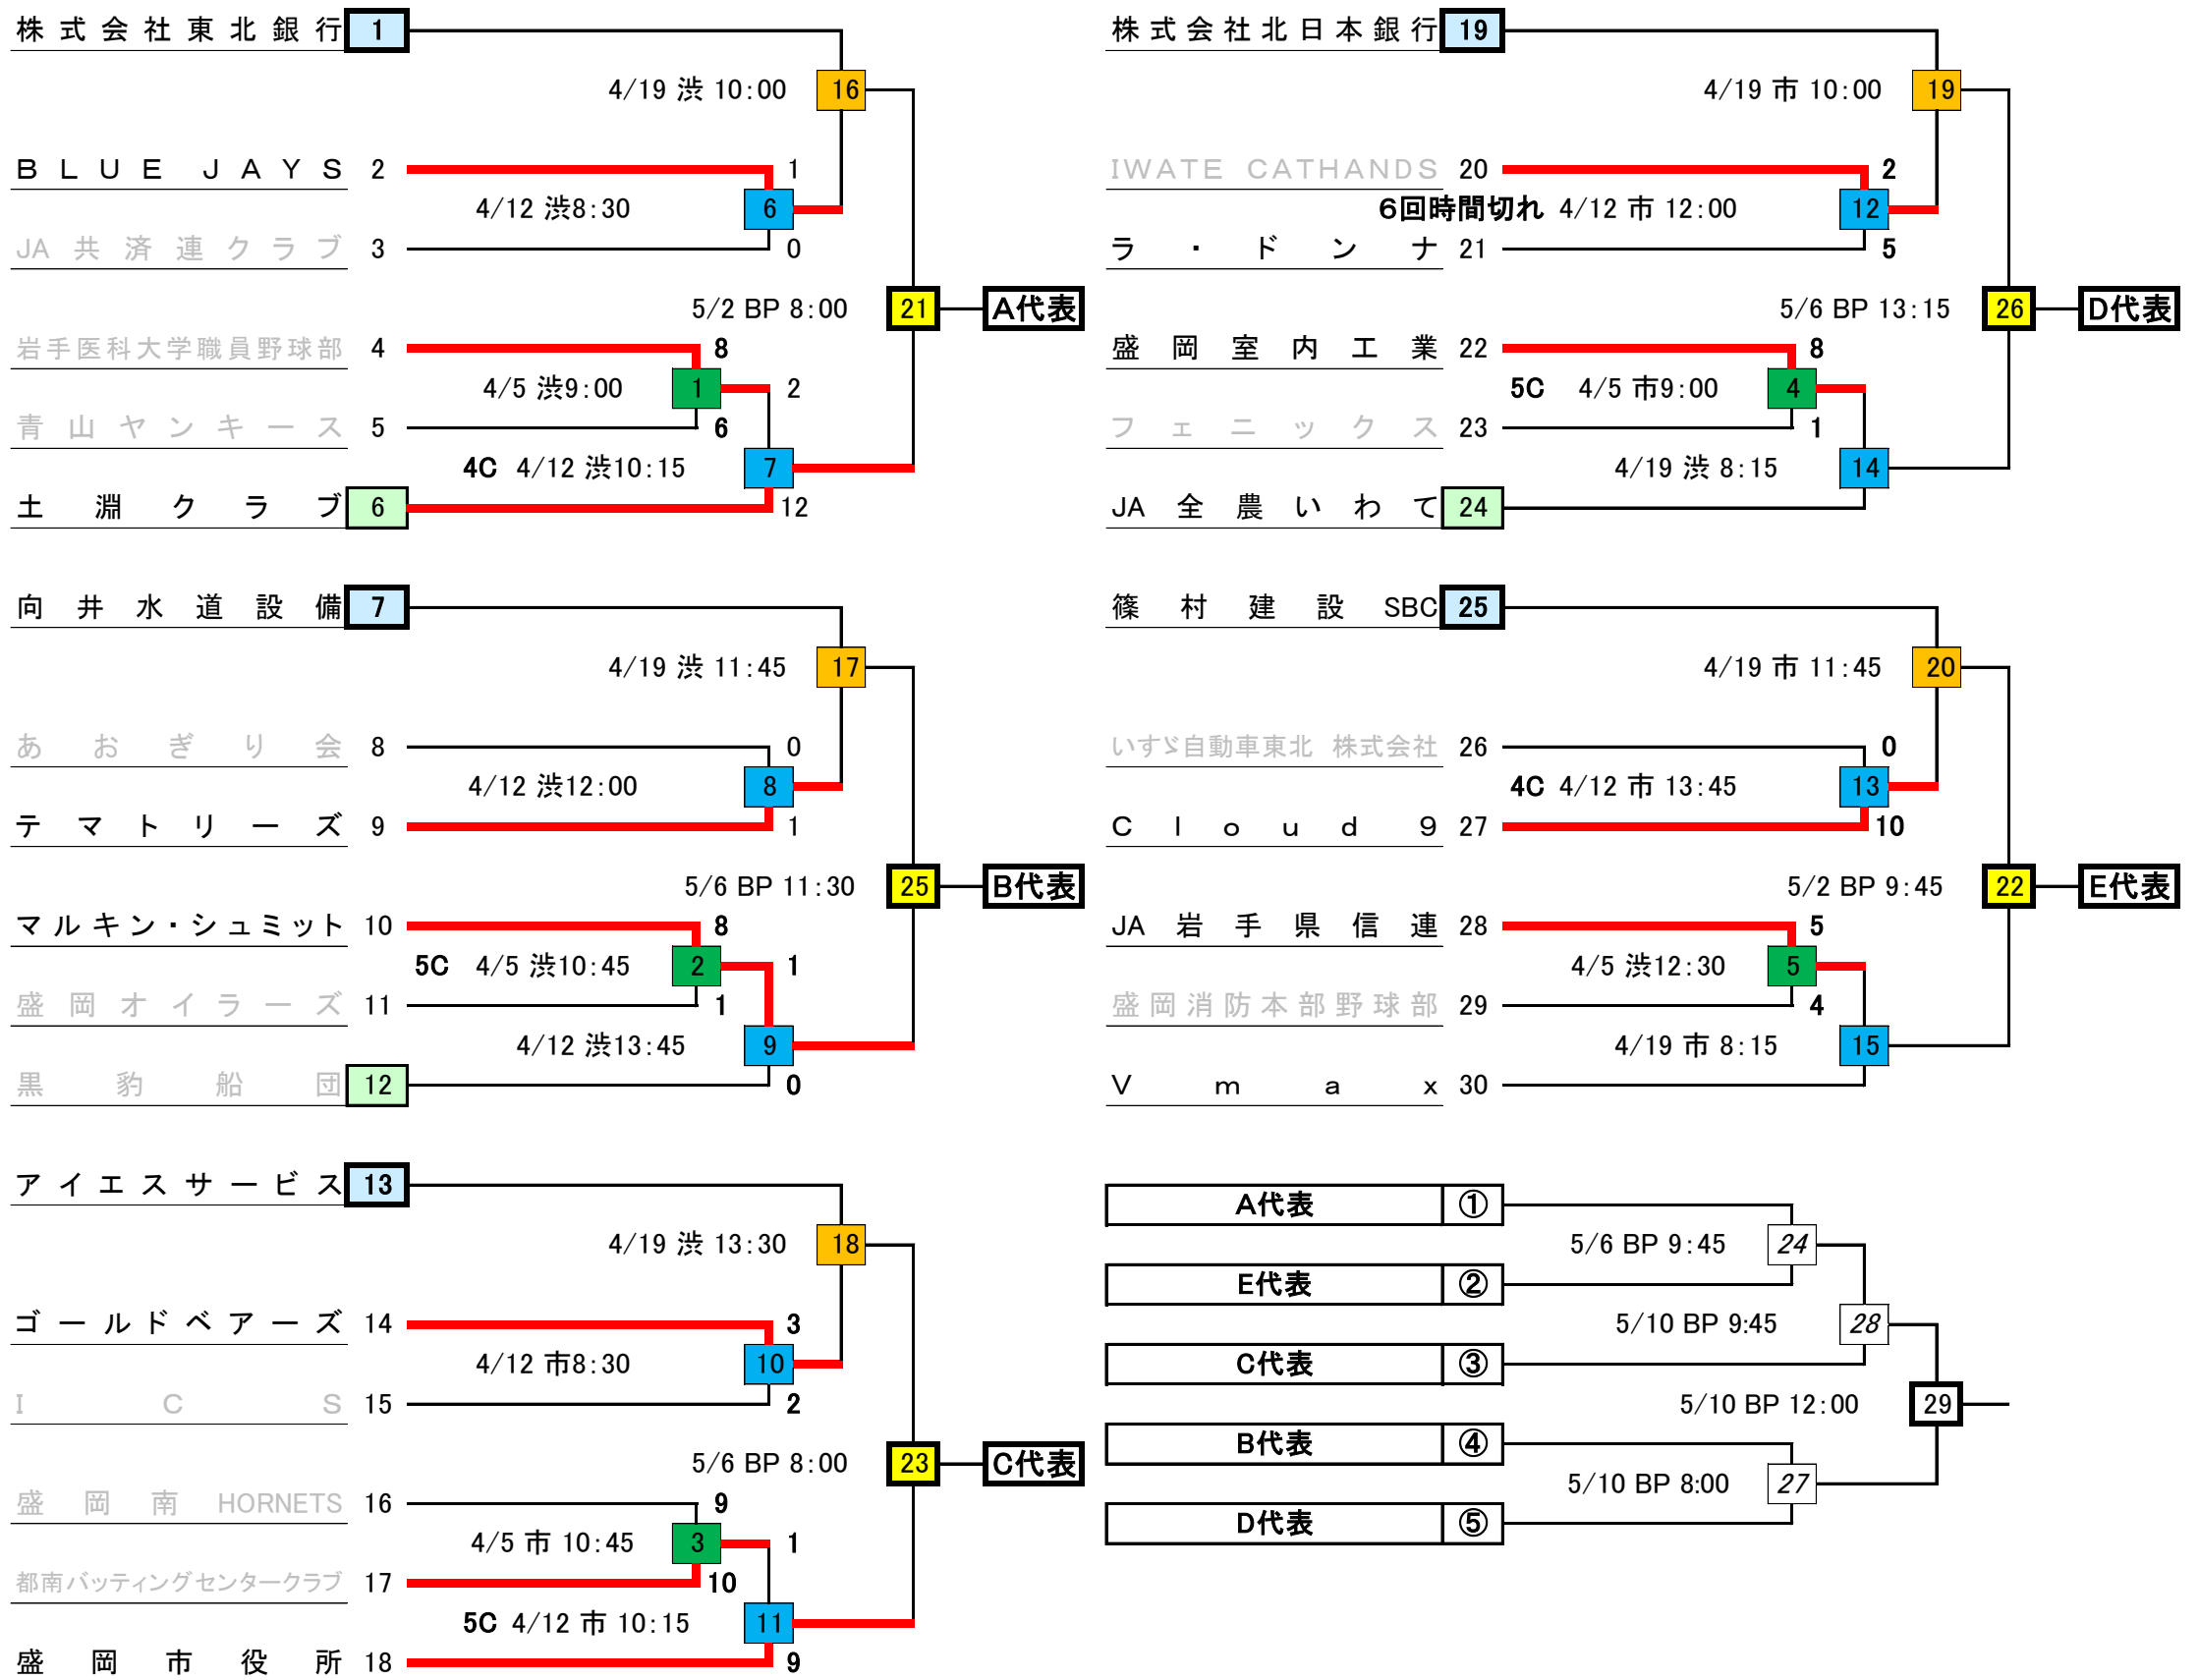 株式会社東北銀行 1
4/19 渋 10:00 16
BLUE JAYS 2 1
4/12 渋8:30 6
JA共済連クラブ 3 0
5/2 BP 8:00 21 A代表
岩手医科大学職員野球部 4 8
4/5 渋9:00 1 2
青山ヤンキース 5 6
4C 4/12 渋10:15 7
土淵クラブ 6 12
向井水道設備 7
4/19 渋 11:45 17
あおぎり会 8 0
4/12 渋12:00 8
テマトリーズ 9 1
5/6 BP 11:30 25 B代表
マルキン・シュミット 10 8
5C 4/5 渋10:45 2 1
盛岡オイラーズ 11 1
4/12 渋13:45 9
黒豹船団 12 0
アイエスサービス 13
4/19 渋 13:30 18
ゴールドベアーズ 14 3
4/12 市8:30 10
ICS 15 2
5/6 BP 8:00 23 C代表
盛岡南HORNETS 16 9
4/5 市 10:45 3 1
都南バッティングセンタークラブ 17 10
5C 4/12 市 10:15 11
盛岡市役所 18 9
株式会社北日本銀行 19
4/19 市 10:00 19
IWATE CATHANDS 20 2
6回時間切れ 4/12 市 12:00 12
ラ・ドンナ 21 5
5/6 BP 13:15 26 D代表
盛岡室内工業 22 8
5C 4/5 市9:00 4
フェニックス 23 1
4/19 渋 8:15 14
JA全農いわて 24
篠村建設SBC 25
4/19 市 11:45 20
いすゞ自動車東北 株式会社 26 0
4C 4/12 市 13:45 13
Cloud9 27 10
5/2 BP 9:45 22 E代表
JA岩手県信連 28 5
4/5 渋12:30 5
盛岡消防本部野球部 29 4
4/19 市 8:15 15
Vmax 30
A代表 ①
5/6 BP 9:45 24
E代表 ②
5/10 BP 9:45 28
C代表 ③
5/10 BP 12:00 29
B代表 ④
5/10 BP 8:00 27
D代表 ⑤